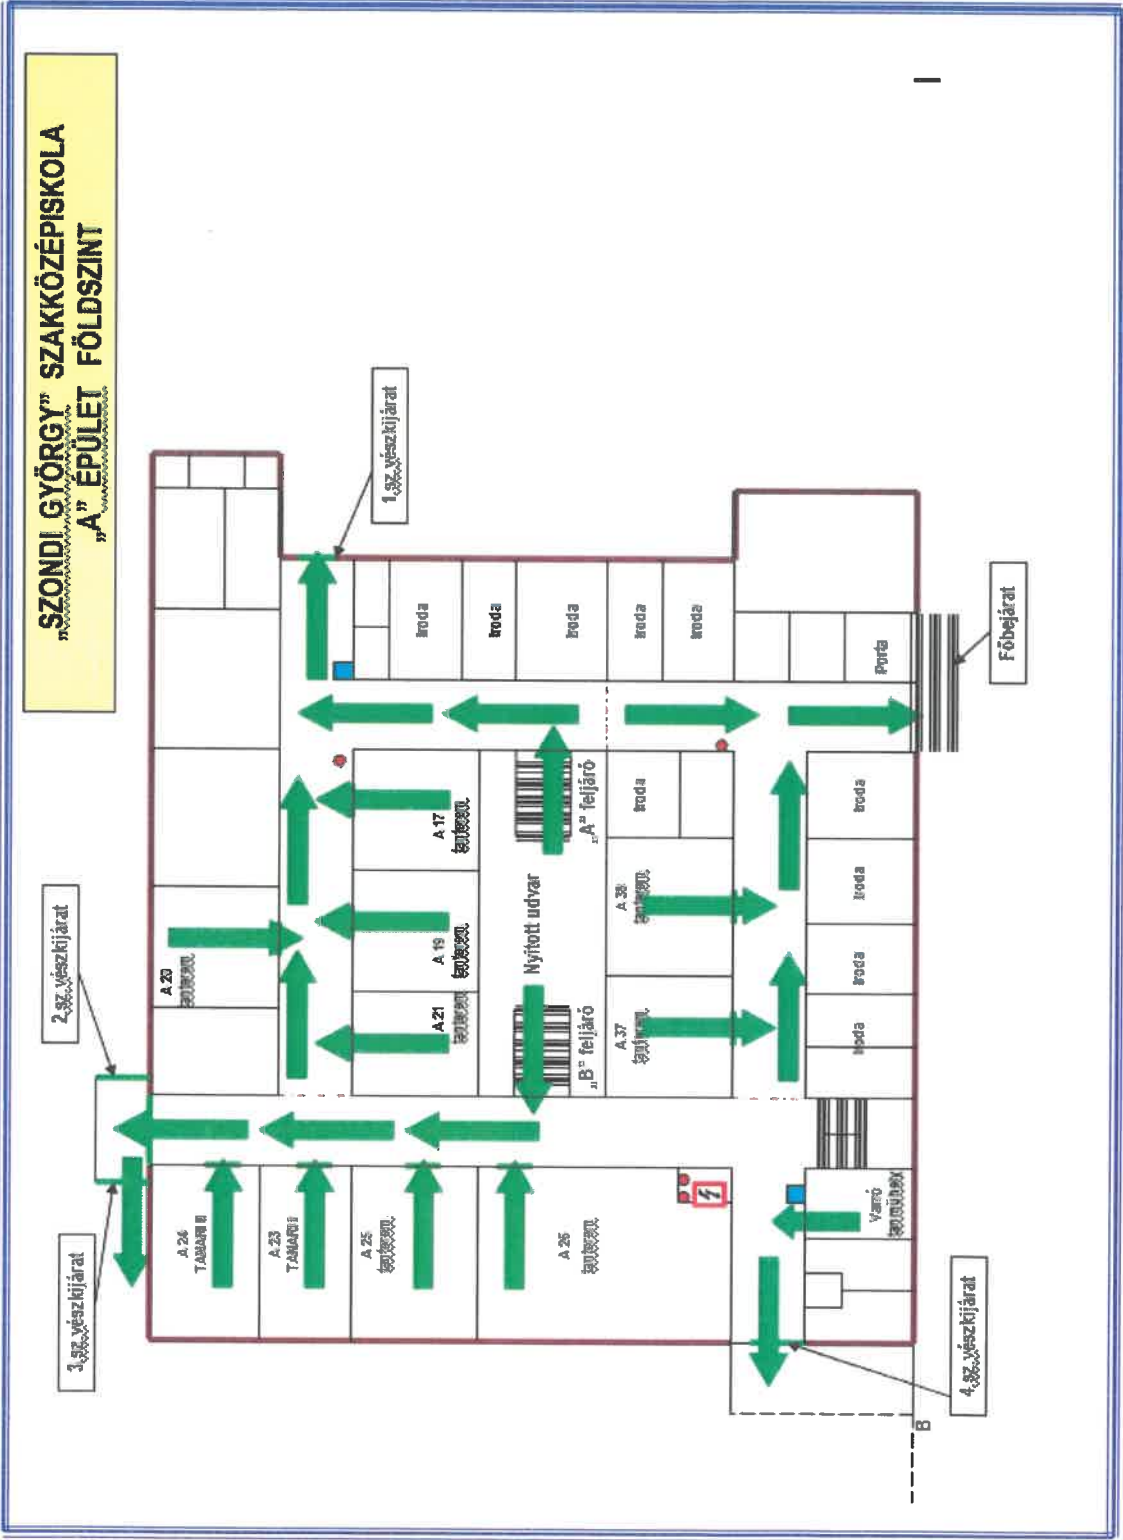 „SZONDI GYÖRGY” SZAKKÖZÉPISKOLA
„A” ÉPÜLET FÖLDSZINT
3.sz.vészkijárat
2.sz.vészkijárat
1.sz.vészkijárat
A 24
TANARI II
A 23
TANARI I
A 25
tanterem
A 26
tanterem
A 20
tanterem
A 21
tanterem
A 19
tanterem
A 17
tanterem
Iroda
Iroda
Iroda
Iroda
Iroda
Nyitott udvar
„B” feljáró
„A” feljáró
A 37
tanterem
A 38
tanterem
Iroda
Porta
Varró
tanműhely
Iroda
Iroda
Iroda
Iroda
4.sz.vészkijárat
Főbejárat
B